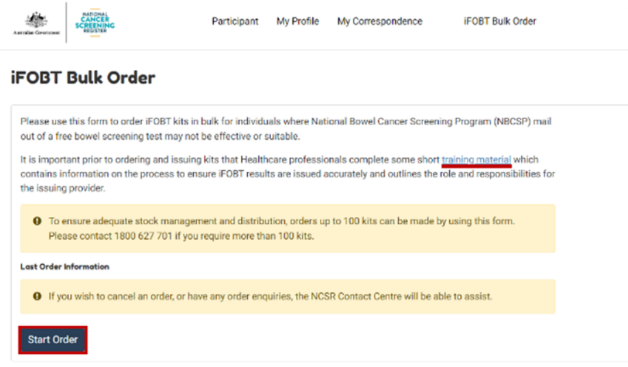 Australian Government
NATIONAL
CANCER
SCREENING
REGISTER
Participant My Profile My Correspondence iFOBT Bulk Order
iFOBT Bulk Order
Please use this form to order iFOBT kits in bulk for individuals where National Bowel Cancer Screening Program (NBCSP) mail
out of a free bowel screening test may not be effective or suitable.
It is important prior to ordering and issuing kits that Healthcare professionals complete some short training material which
contains information on the process to ensure iFOBT results are issued accurately and outlines the role and responsibilities for
the issuing provider.
To ensure adequate stock management and distribution, orders up to 100 kits can be made by using this form.
Please contact 1800 627 701 if you require more than 100 kits.
Last Order Information
If you wish to cancel an order, or have any order enquiries, the NCSR Contact Centre will be able to assist.
Start Order